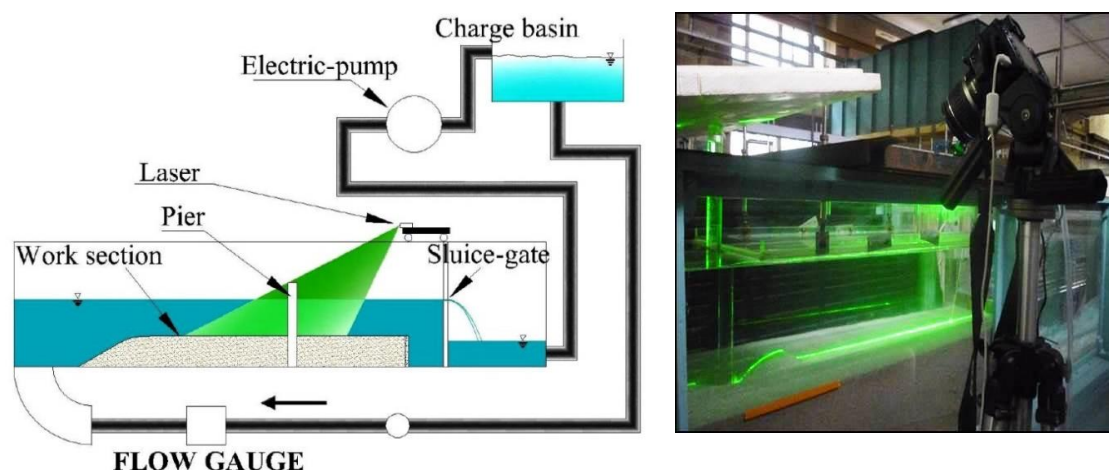 Charge basin
Electric-pump
Laser
Pier
Work section
Sluice-gate
FLOW GAUGE